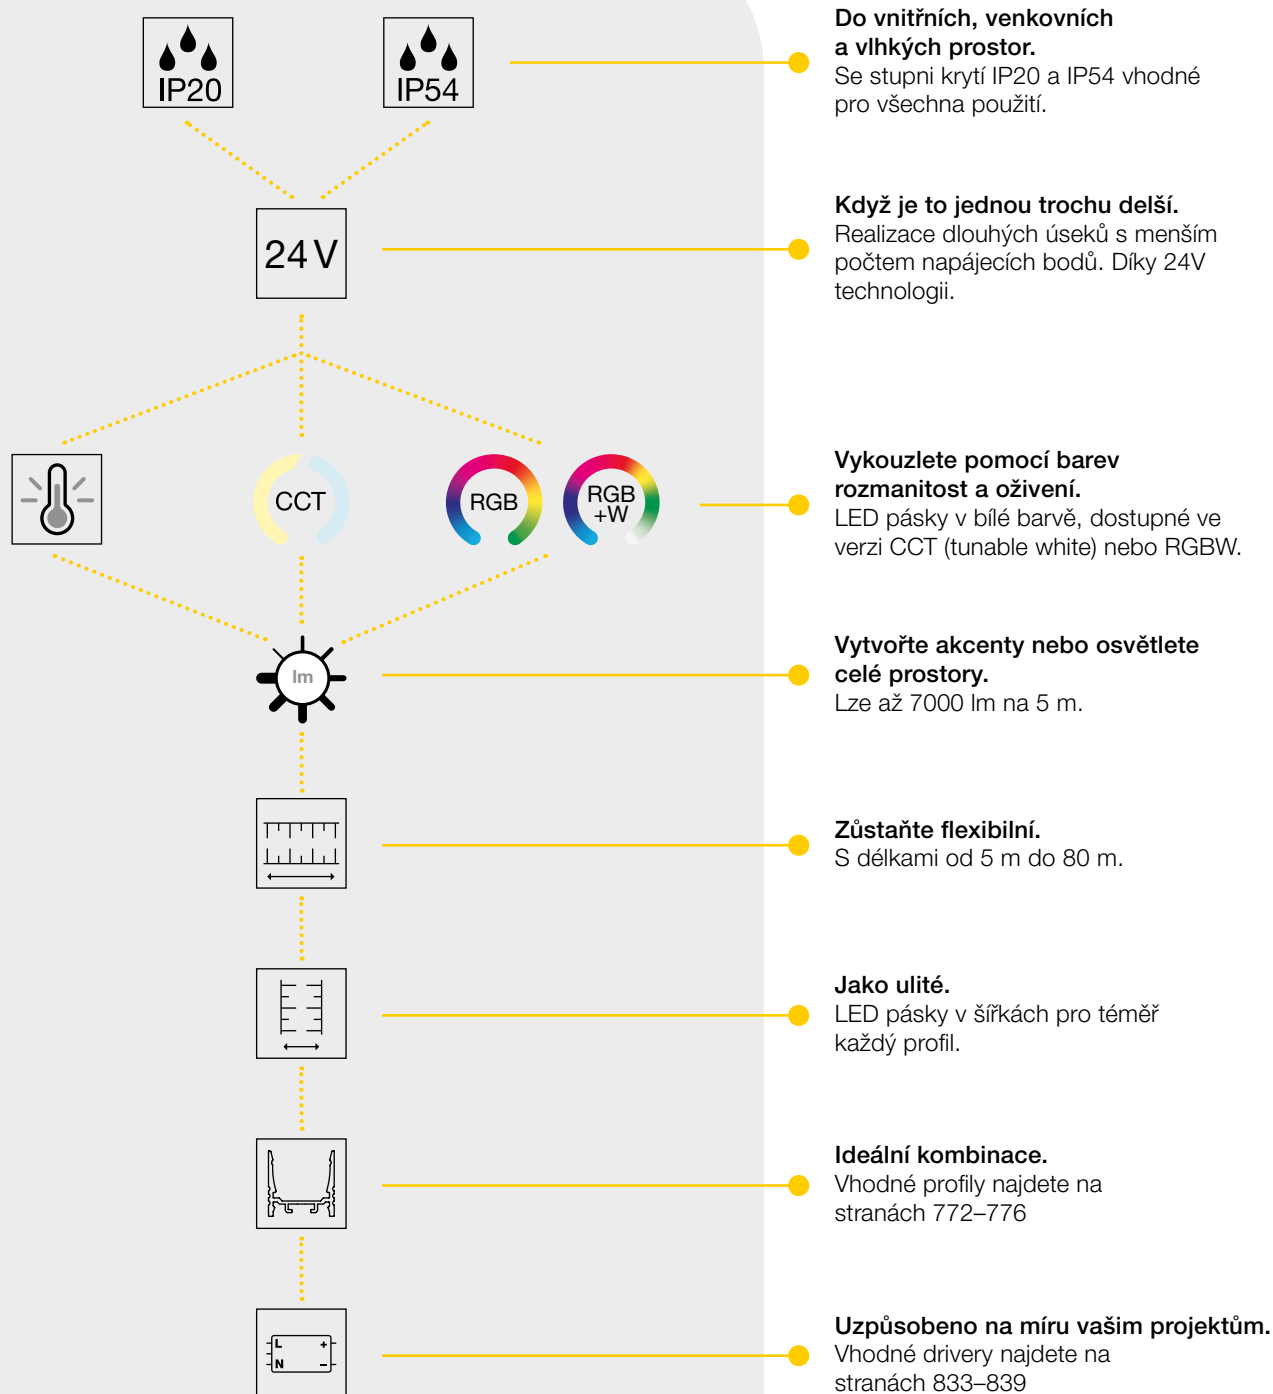 IP20
IP54
Do vnitřních, venkovních
a vlhkých prostor.
Se stupni krytí IP20 a IP54 vhodné
pro všechna použití.
24 V
Když je to jednou trochu delší.
Realizace dlouhých úseků s menším
počtem napájecích bodů. Díky 24V
technologii.
CCT
RGB
RGB
+W
Vykouzlete pomocí barev
rozmanitost a oživení.
LED pásky v bílé barvě, dostupné ve
verzi CCT (tunable white) nebo RGBW.
lm
Vytvořte akcenty nebo osvětlete
celé prostory.
Lze až 7000 lm na 5 m.
Zůstaňte flexibilní.
S délkami od 5 m do 80 m.
Jako ulité.
LED pásky v šířkách pro téměř
každý profil.
Ideální kombinace.
Vhodné profily najdete na
stranách 772–776
L +
N –
Uzpůsobeno na míru vašim projektům.
Vhodné drivery najdete na
stranách 833–839